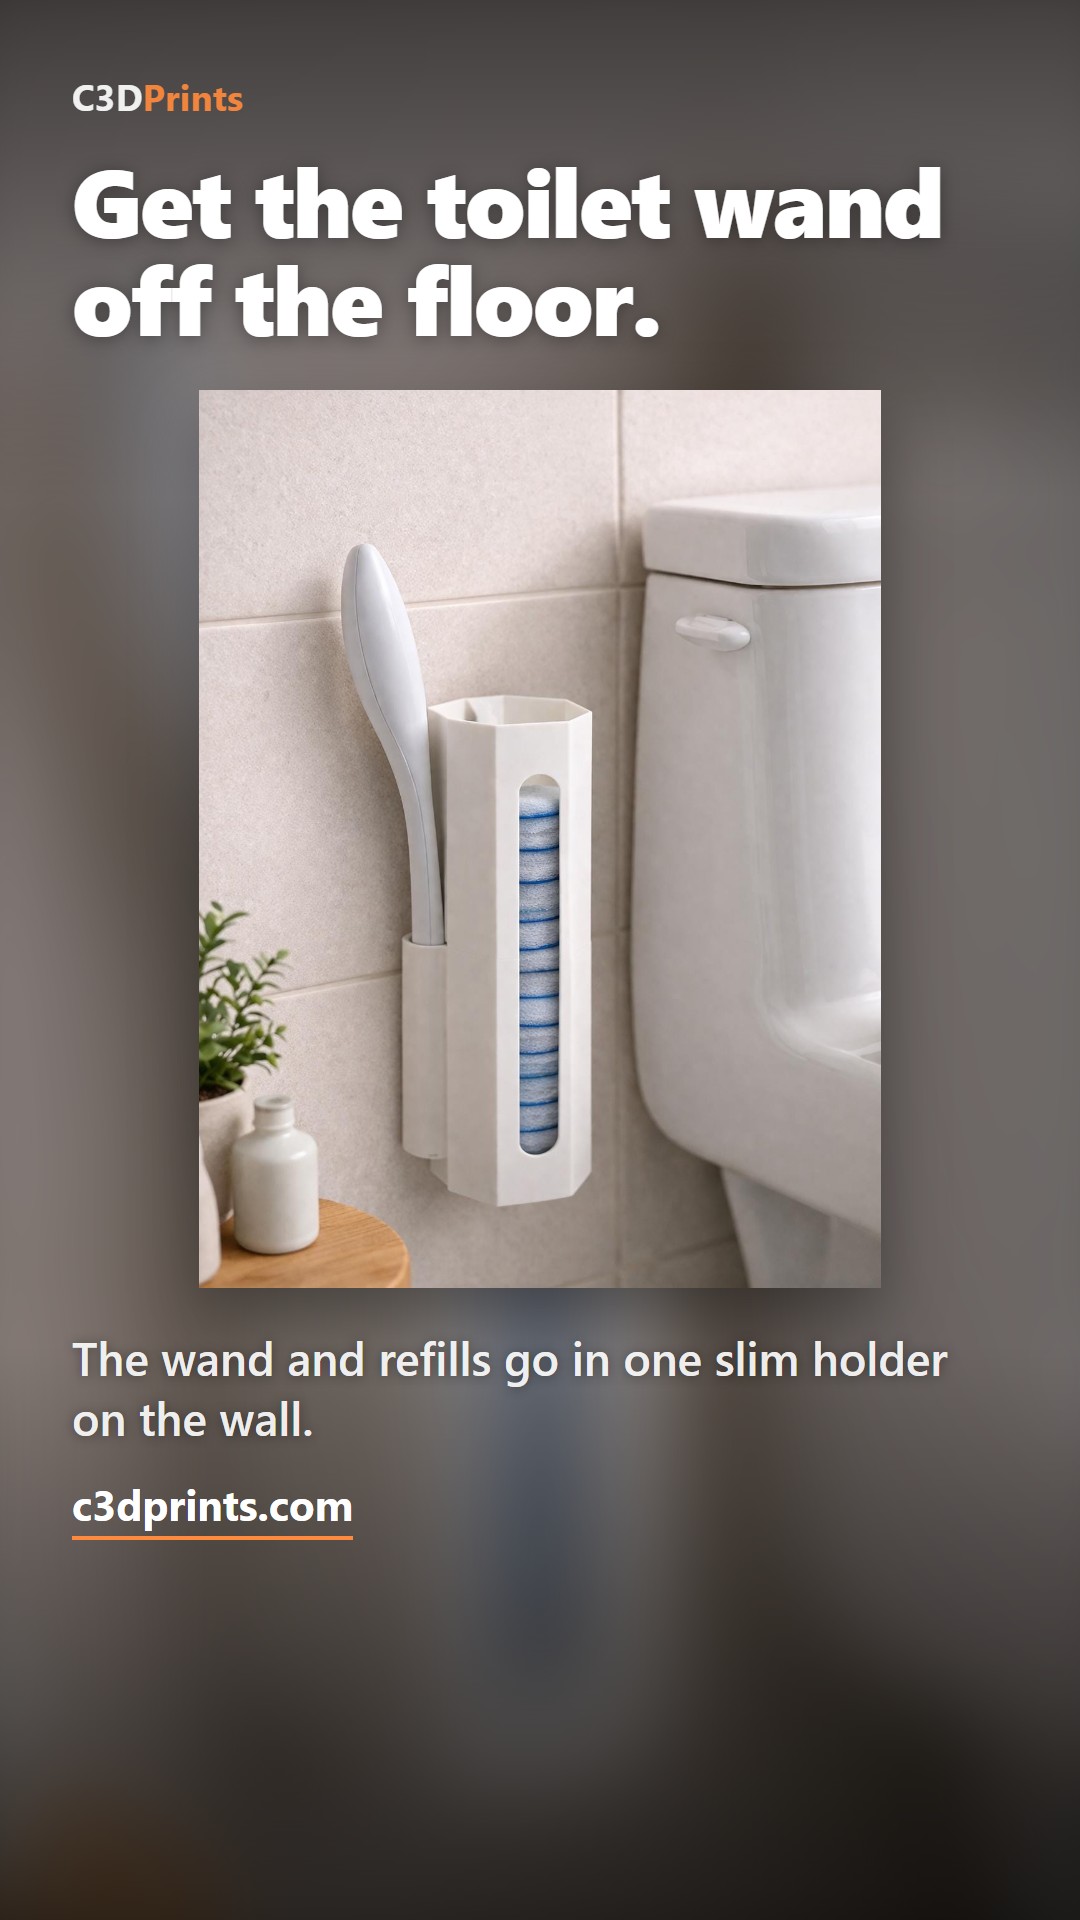 C3DPrints
Get the toilet wand
off the floor.
The wand and refills go in one slim holder
on the wall.
c3dprints.com